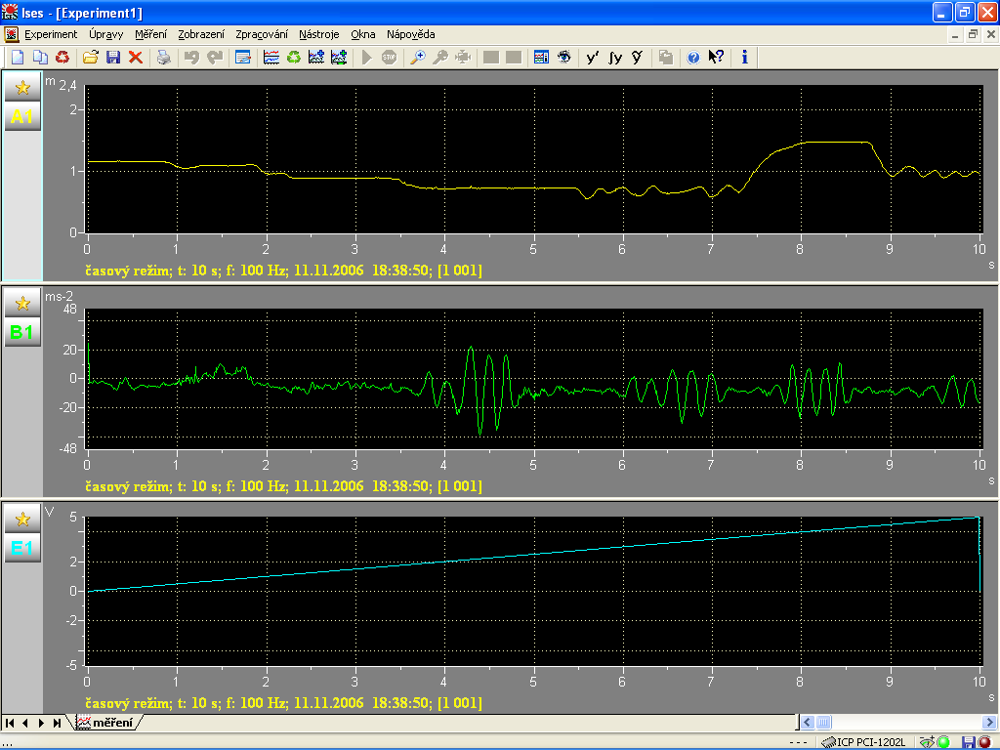 Ises - [Experiment1]
Experiment Úpravy Měření Zobrazení Zpracování Nástroje Okna Nápověda
STOP y' ∫y ŷ ? ? i
m 2,4
A1
2
1
0
0 1 2 3 4 5 6 7 8 9 10
s
časový režim; t: 10 s; f: 100 Hz; 11.11.2006 18:38:50; [1 001]
ms-2
48
B1
20
0
-20
-48
0 1 2 3 4 5 6 7 8 9 10
s
časový režim; t: 10 s; f: 100 Hz; 11.11.2006 18:38:50; [1 001]
V 5
E1
2
0
-2
-5
0 1 2 3 4 5 6 7 8 9 10
s
časový režim; t: 10 s; f: 100 Hz; 11.11.2006 18:38:50; [1 001]
měření
... - - - ICP PCI-1202L